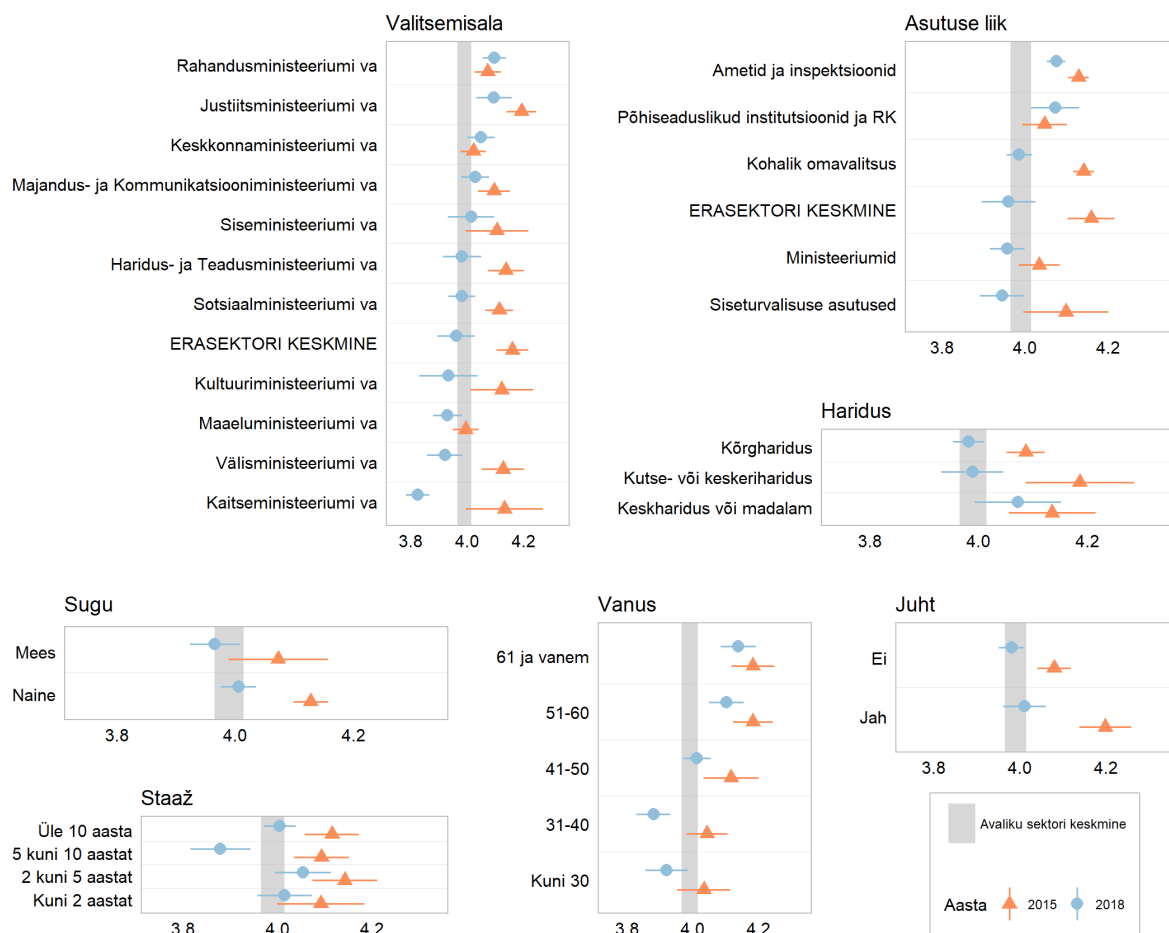 Valitsemisala
Rahandusministeeriumi va
Justiitsministeeriumi va
Keskkonnaministeeriumi va
Majandus- ja Kommunikatsiooniministeeriumi va
Siseministeeriumi va
Haridus- ja Teadusministeeriumi va
Sotsiaalministeeriumi va
ERASEKTORI KESKMINE
Kultuuriministeeriumi va
Maaeluministeeriumi va
Välisministeeriumi va
Kaitseministeeriumi va
3.8 4.0 4.2
Asutuse liik
Ametid ja inspektsioonid
Põhiseaduslikud institutsioonid ja RK
Kohalik omavalitsus
ERASEKTORI KESKMINE
Ministeeriumid
Siseturvalisuse asutused
3.8 4.0 4.2
Haridus
Kõrgharidus
Kutse- või keskeriharidus
Keskharidus või madalam
3.8 4.0 4.2
Sugu
Mees
Naine
3.8 4.0 4.2
Staaž
Üle 10 aasta
5 kuni 10 aastat
2 kuni 5 aastat
Kuni 2 aastat
3.8 4.0 4.2
Vanus
61 ja vanem
51-60
41-50
31-40
Kuni 30
3.8 4.0 4.2
Juht
Ei
Jah
3.8 4.0 4.2
Avaliku sektori keskmine
Aasta 2015 2018